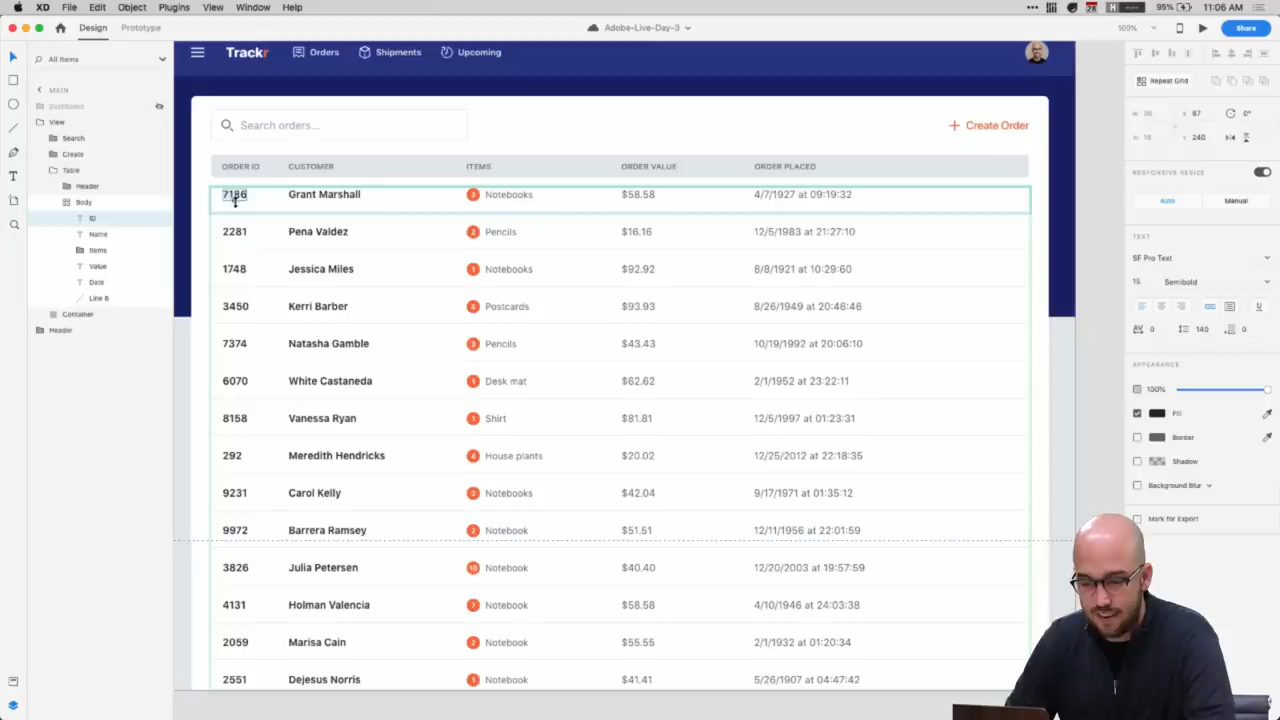 XD File Edit Object Plugins View Window Help 95% 11:06 AM
Design Prototype Adobe-Live-Day-3 100% Share
All Items
MAIN
Dashboard
View
Search
Create
Table
Header
Body
ID
Name
Items
Value
Date
Line 6
Container
Header
Trackr Orders Shipments Upcoming
Search orders... + Create Order
ORDER ID CUSTOMER ITEMS ORDER VALUE ORDER PLACED
7186 Grant Marshall 3 Notebooks $58.58 4/7/1927 at 09:19:32
2281 Pena Valdez 2 Pencils $16.16 12/5/1983 at 21:27:10
1748 Jessica Miles 1 Notebooks $92.92 8/8/1921 at 10:29:60
3450 Kerri Barber Postcards $93.93 8/26/1949 at 20:46:46
7374 Natasha Gamble Pencils $43.43 10/19/1992 at 20:06:10
6070 White Castaneda 1 Desk mat $62.62 2/1/1952 at 23:22:11
8158 Vanessa Ryan 1 Shirt $81.81 12/5/1997 at 01:23:31
292 Meredith Hendricks 4 House plants $20.02 12/25/2012 at 22:18:35
9231 Carol Kelly 3 Notebooks $42.04 9/17/1971 at 01:35:12
9972 Barrera Ramsey 2 Notebook $51.51 12/11/1956 at 22:01:59
3826 Julia Petersen 10 Notebook $40.40 12/20/2003 at 19:57:59
4131 Holman Valencia 7 Notebook $58.58 4/10/1946 at 24:03:38
2059 Marisa Cain 2 Notebook $55.55 2/1/1932 at 01:20:34
2551 Dejesus Norris 1 Notebook $41.41 5/26/1907 at 04:47:42
Repeat Grid
W X 87 0°
H 18 Y 240
RESPONSIVE RESIZE
Auto Manual
TEXT
SF Pro Text
15 Semibold
U
AV 0 140 0
APPEARANCE
100%
Fill
Border
Shadow
Background Blur
Mark for Export